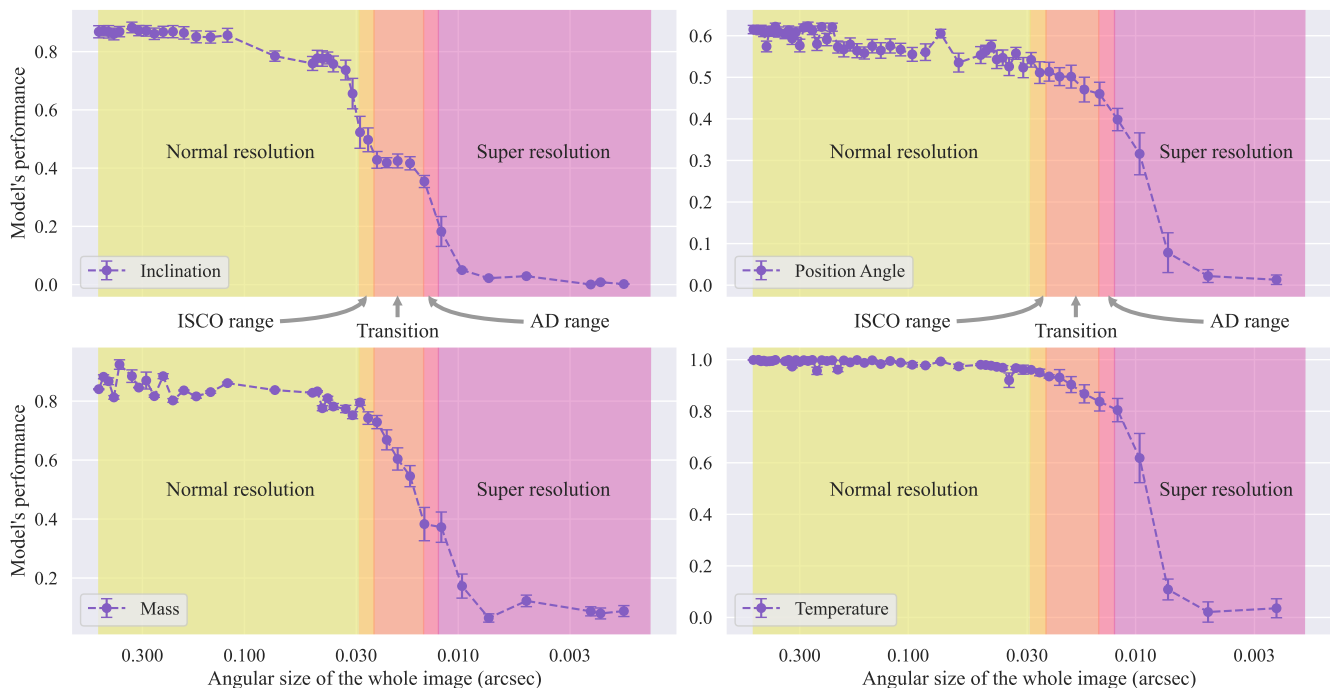 Model's performance
0.8
0.6
0.4
0.2
0.0
Normal resolution
Super resolution
Inclination
0.6
0.5
0.4
0.3
0.2
0.1
0.0
Normal resolution
Super resolution
Position Angle
ISCO range
Transition
AD range
ISCO range
Transition
AD range
Model's performance
0.8
0.6
0.4
0.2
Normal resolution
Super resolution
Mass
0.300
0.100
0.030
0.010
0.003
Angular size of the whole image (arcsec)
1.0
0.8
0.6
0.4
0.2
0.0
Normal resolution
Super resolution
Temperature
0.300
0.100
0.030
0.010
0.003
Angular size of the whole image (arcsec)